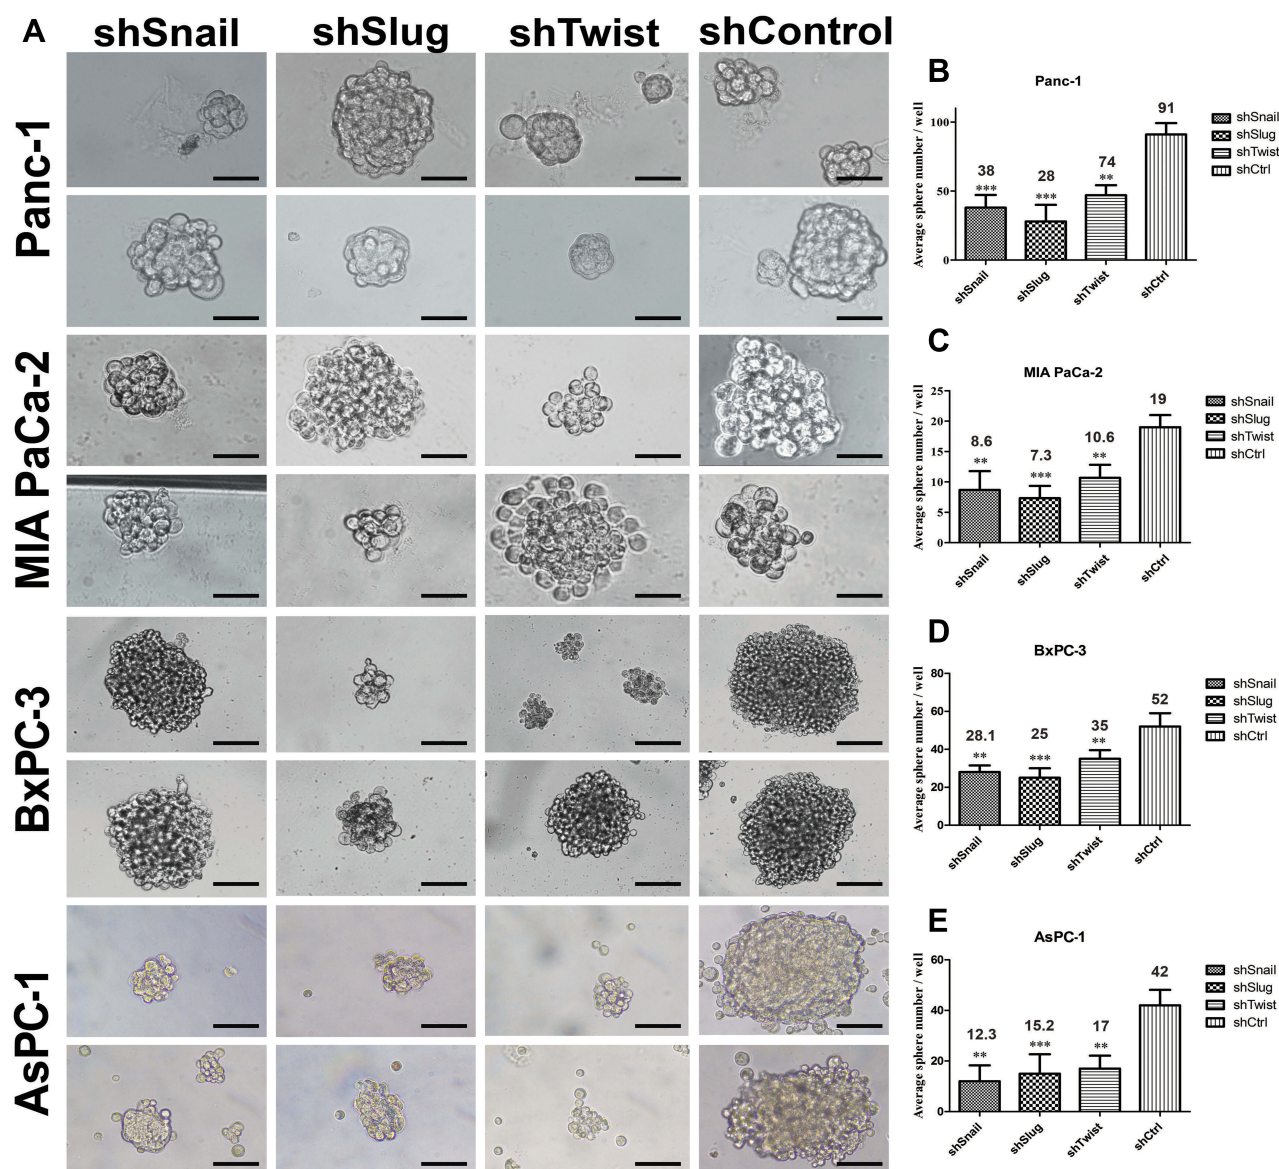 A
shSnail
shSlug
shTwist
shControl
Panc-1
MIA PaCa-2
BxPC-3
AsPC-1
B
Panc-1
Average sphere number / well
100
50
0
38
***
28
***
74
**
91
shSnail
shSlug
shTwist
shCtrl
shSnail
shSlug
shTwist
shCtrl
C
MIA PaCa-2
Average sphere number / well
25
20
15
10
5
0
8.6
**
7.3
***
10.6
**
19
shSnail
shSlug
shTwist
shCtrl
shSnail
shSlug
shTwist
shCtrl
D
BxPC-3
Average sphere number / well
80
60
40
20
0
28.1
**
25
***
35
**
52
shSnail
shSlug
shTwist
shCtrl
shSnail
shSlug
shTwist
shCtrl
E
AsPC-1
Average sphere number / well
60
40
20
0
12.3
**
15.2
***
17
**
42
shSnail
shSlug
shTwist
shCtrl
shSnail
shSlug
shTwist
shCtrl